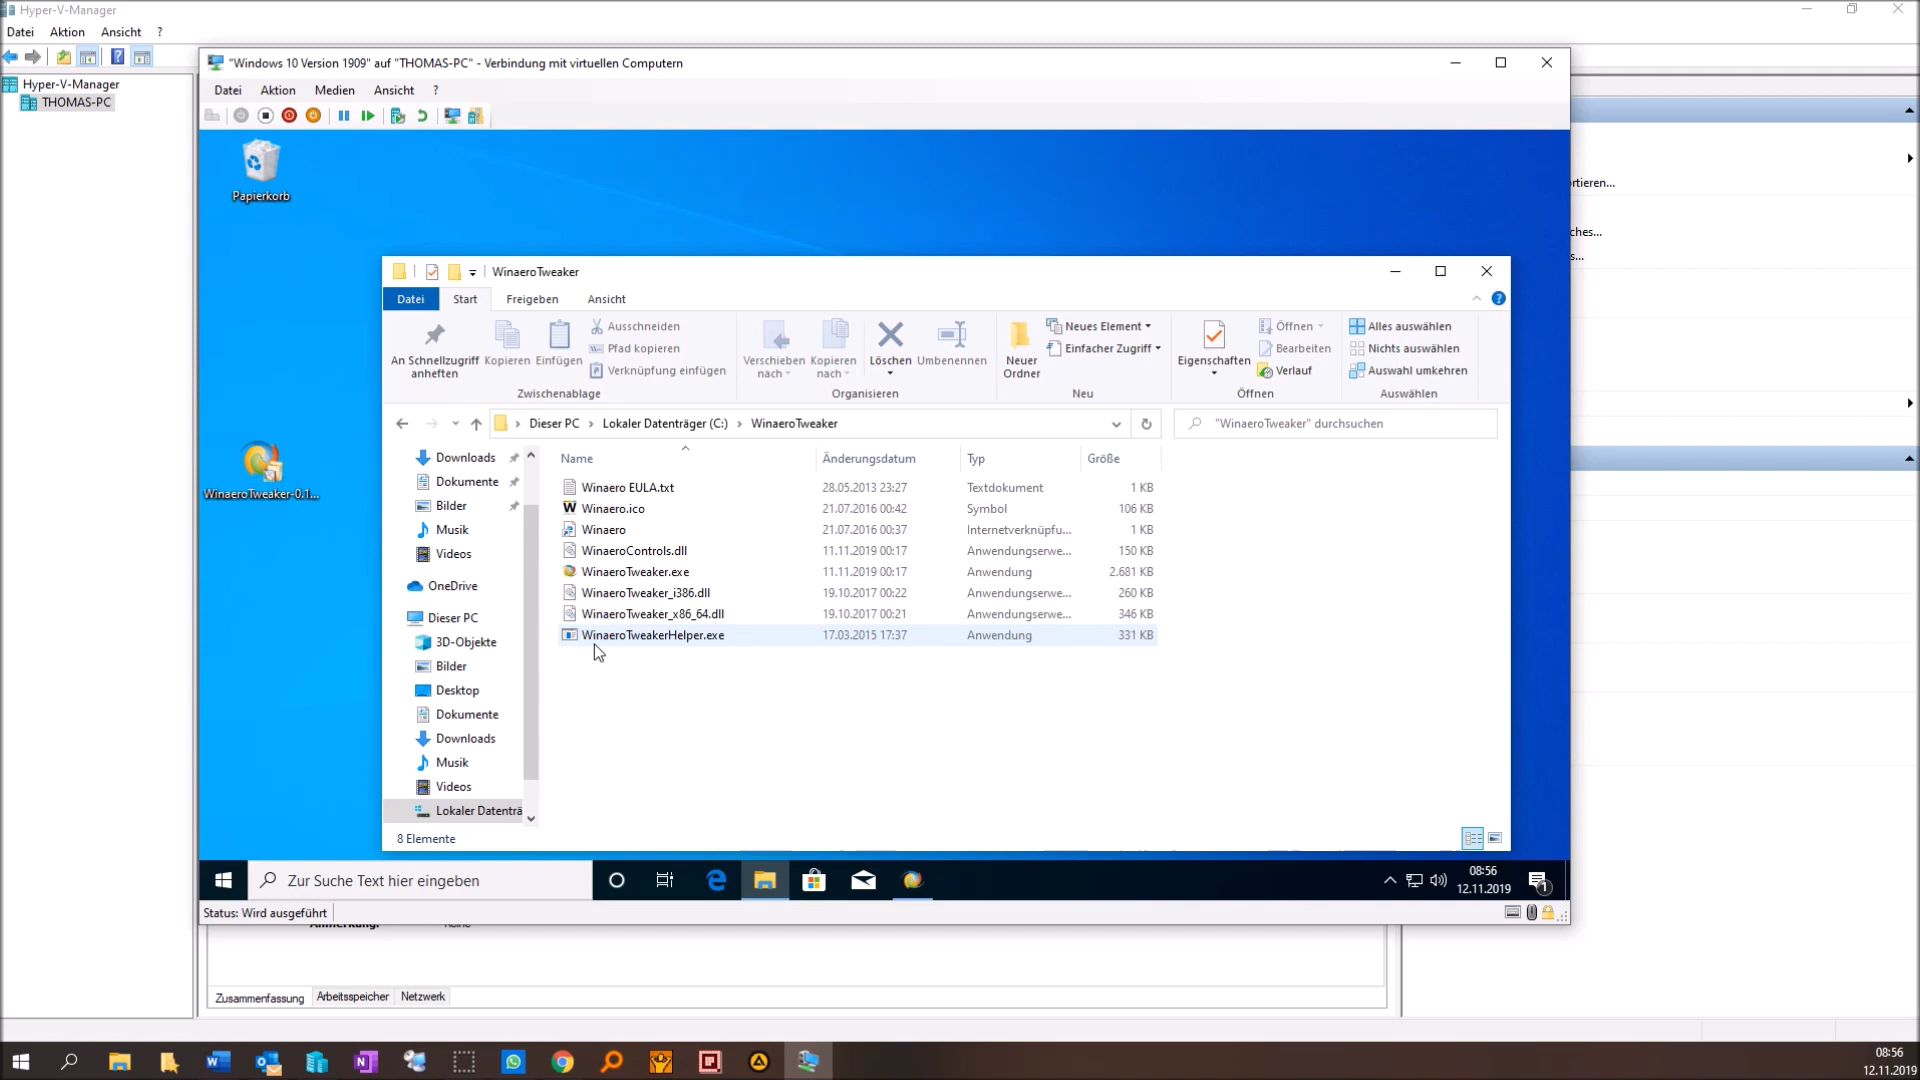 Hyper-V-Manager
Datei Aktion Ansicht ?
Hyper-V-Manager
THOMAS-PC
"Windows 10 Version 1909" auf "THOMAS-PC" - Verbindung mit virtuellen Computern
Datei Aktion Medien Ansicht ?
Papierkorb
WinaeroTweaker-0.1...
rtieren...
ches...
s...
WinaeroTweaker
Datei Start Freigeben Ansicht
An Schnellzugriff anheften
Kopieren
Einfügen
Ausschneiden
Pfad kopieren
Verknüpfung einfügen
Zwischenablage
Verschieben nach
Kopieren nach
Löschen
Umbenennen
Organisieren
Neuer Ordner
Neues Element
Einfacher Zugriff
Neu
Eigenschaften
Öffnen
Bearbeiten
Verlauf
Öffnen
Alles auswählen
Nichts auswählen
Auswahl umkehren
Auswählen
Dieser PC › Lokaler Datenträger (C:) › WinaeroTweaker
"WinaeroTweaker" durchsuchen
Downloads
Dokumente
Bilder
Musik
Videos
OneDrive
Dieser PC
3D-Objekte
Bilder
Desktop
Dokumente
Downloads
Musik
Videos
Lokaler Datenträ
Name Änderungsdatum Typ Größe
Winaero EULA.txt 28.05.2013 23:27 Textdokument 1 KB
Winaero.ico 21.07.2016 00:42 Symbol 106 KB
Winaero 21.07.2016 00:37 Internetverknüpfu... 1 KB
WinaeroControls.dll 11.11.2019 00:17 Anwendungserwe... 150 KB
WinaeroTweaker.exe 11.11.2019 00:17 Anwendung 2.681 KB
WinaeroTweaker_i386.dll 19.10.2017 00:22 Anwendungserwe... 260 KB
WinaeroTweaker_x86_64.dll 19.10.2017 00:21 Anwendungserwe... 346 KB
WinaeroTweakerHelper.exe 17.03.2015 17:37 Anwendung 331 KB
8 Elemente
Zur Suche Text hier eingeben
08:56
12.11.2019
1
Status: Wird ausgeführt
Anmerkung: Keine
Zusammenfassung Arbeitsspeicher Netzwerk
08:56
12.11.2019